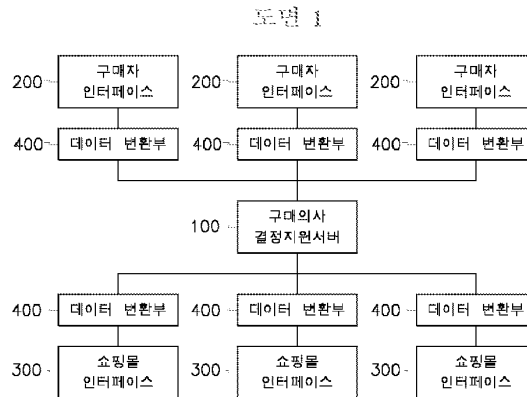 도면 1
200 구매자 인터페이스 200 구매자 인터페이스 200 구매자 인터페이스
400 데이터 변환부 400 데이터 변환부 400 데이터 변환부
100 구매의사 결정지원서버
400 데이터 변환부 400 데이터 변환부 400 데이터 변환부
300 쇼핑몰 인터페이스 300 쇼핑몰 인터페이스 300 쇼핑몰 인터페이스